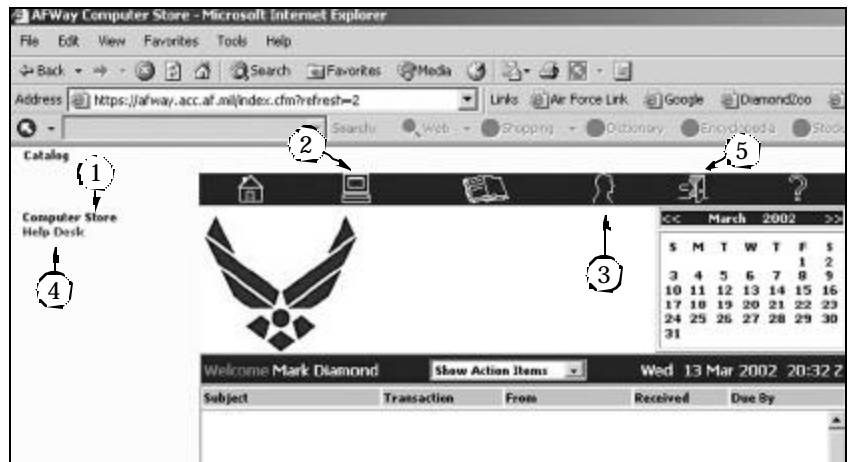 AFWay Computer Store - Microsoft Internet Explorer
File Edit View Favorites Tools Help
Back Search Favorites Media
Address https://afway.acc.af.mil/index.cfm?refresh=2 Links Air Force Link Google DiamondZoo
Search: Web Shopping Dictionary Encyclopedia Stock
2
5
Catalog
1
Computer Store
Help Desk
<< March 2002 >>
S M T W T F S
1 2
3 4 5 6 7 8 9
10 11 12 13 14 15 16
17 18 19 20 21 22 23
24 25 26 27 28 29 30
31
3
4
Welcome Mark Diamond Show Action Items Wed 13 Mar 2002 20:32 Z
Subject Transaction From Received Due By